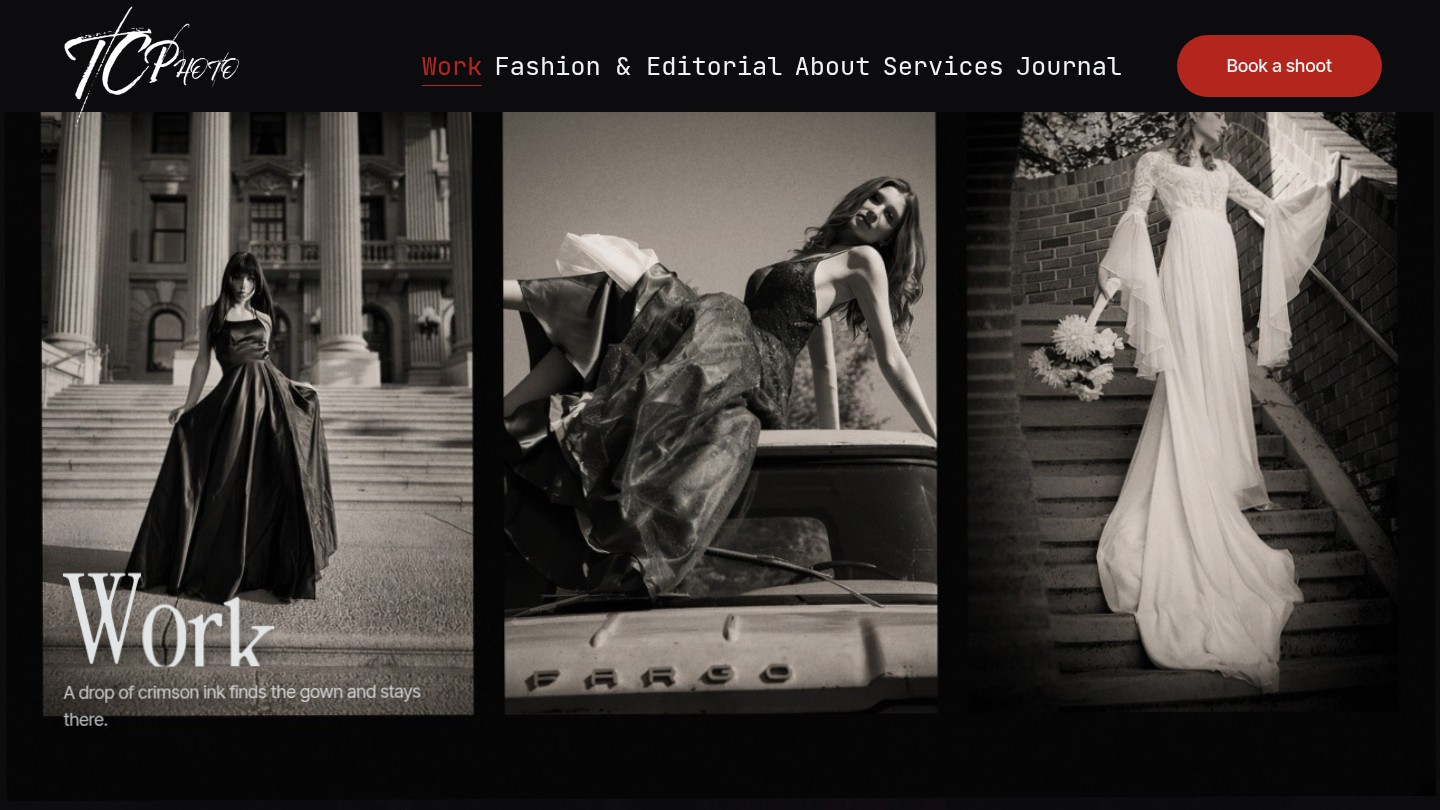 TCPHOTO
Work Fashion & Editorial About Services Journal
Book a shoot
FARGO
Work
A drop of crimson ink finds the gown and stays
there.